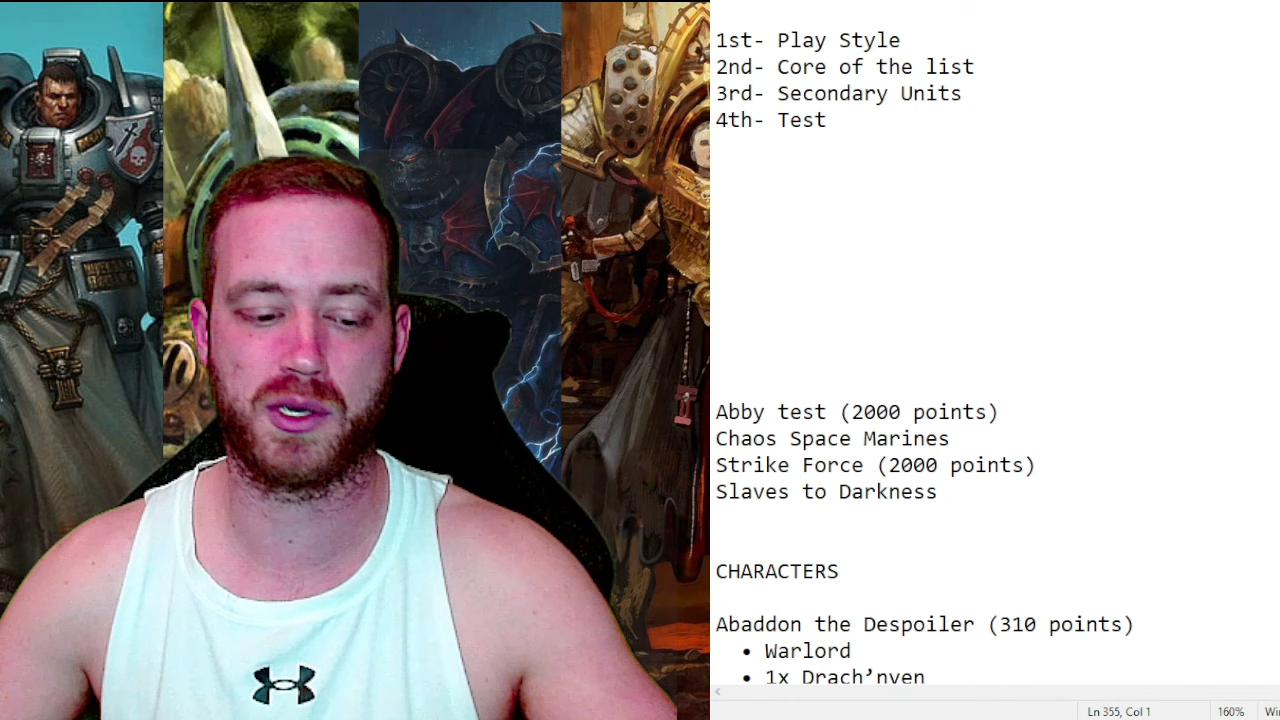 1st- Play Style
2nd- Core of the list
3rd- Secondary Units
4th- Test
Abby test (2000 points)
Chaos Space Marines
Strike Force (2000 points)
Slaves to Darkness
CHARACTERS
Abaddon the Despoiler (310 points)
• Warlord
• 1x Drach’nyen
Ln 355, Col 1
160%